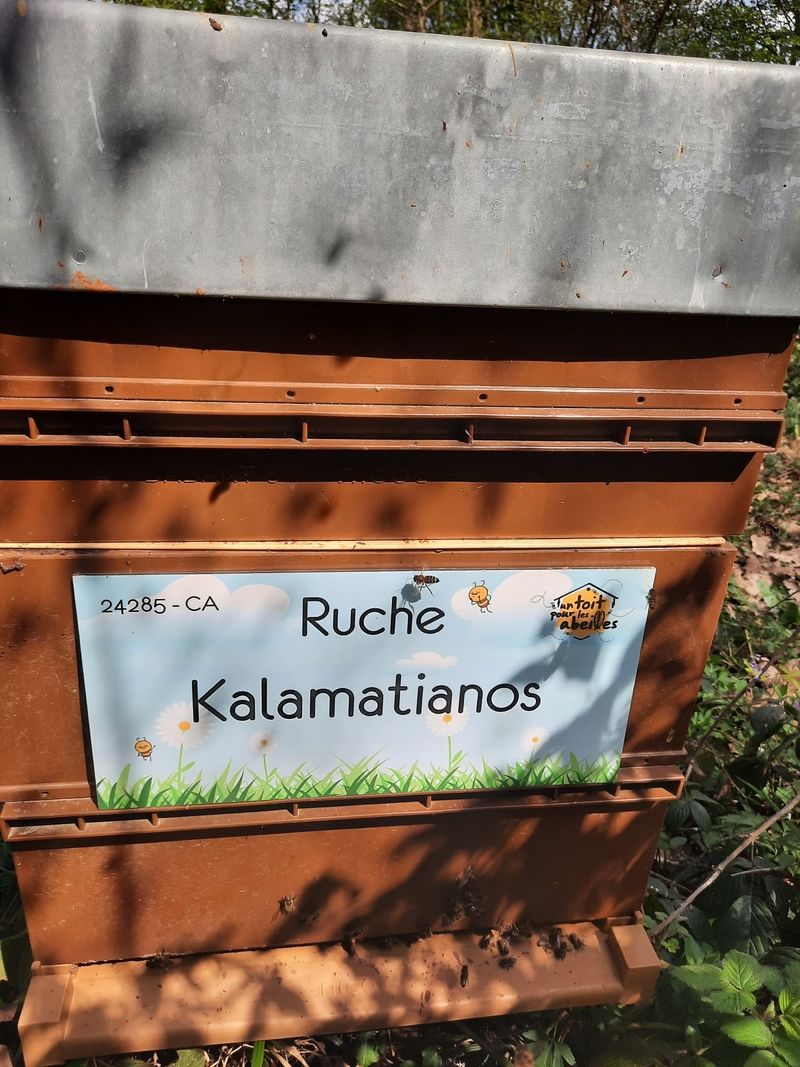 24285 - CA
Ruche
un toit
pour les
abeilles
Kalamatianos